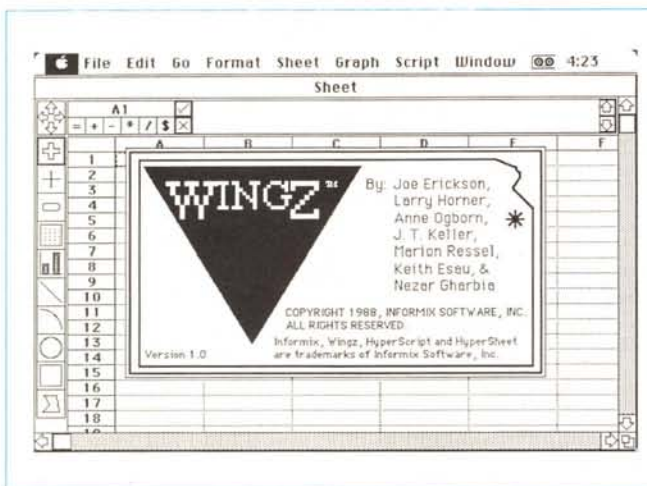 File Edit Go Format Sheet Graph Script Window 4:23
Sheet
A1
= + - * / $
A B C D E F
1
2
3
4
5
6
7
8
9
10
11
12
13
14
15
16
17
18
WINGZ™
By: Joe Erickson,
Larry Horner,
Anne Ogborn,
J. T. Keller,
Marion Ressel,
Keith Esau, &
Nezar Gharbia
COPYRIGHT 1988, INFORMIX SOFTWARE, INC.
ALL RIGHTS RESERVED
Informix, Wingz, HyperScript and HyperSheet
are trademarks of Informix Software, Inc.
Version 1.0